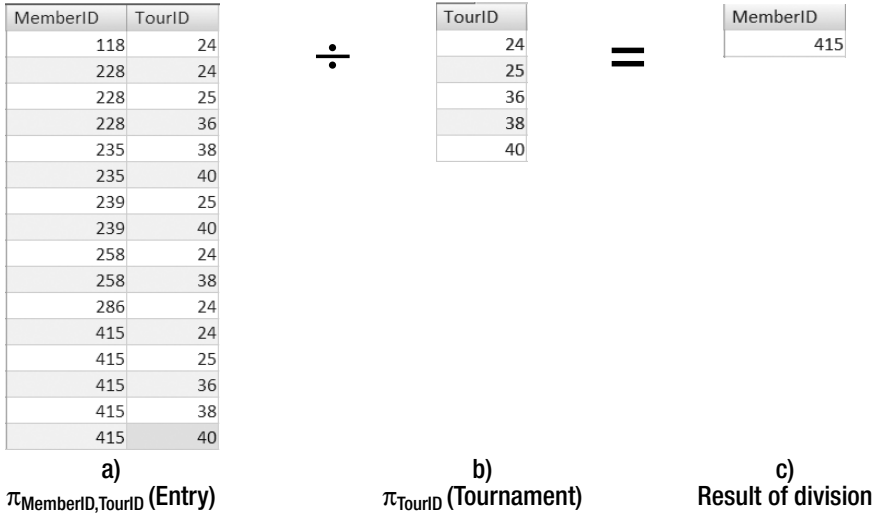 MemberID TourID
118 24
228 24
228 25
228 36
235 38
235 40
239 25
239 40
258 24
258 38
286 24
415 24
415 25
415 36
415 38
415 40
÷
TourID
24
25
36
38
40
=
MemberID
415
a)
πMemberID,TourID (Entry)
b)
πTourID (Tournament)
c)
Result of division